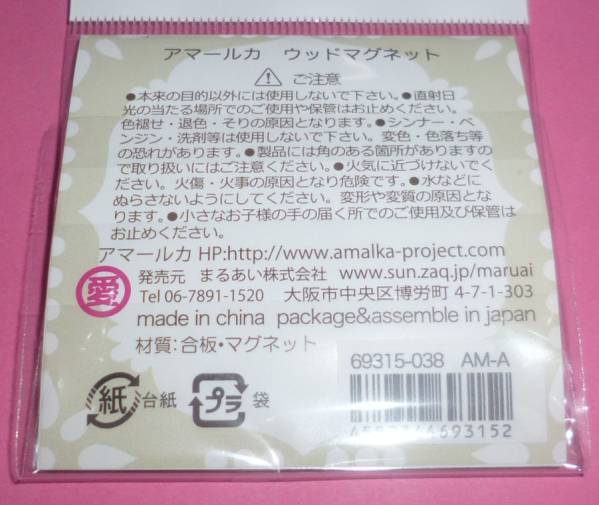 アマールカ ウッドマグネット
ご注意
●本来の目的以外には使用しないで下さい。●直射日
光の当たる場所でのご使用や保管はお止めください。
色褪せ・退色・そりの原因となります。●シンナー・ベ
ンジン・洗剤等は使用しないで下さい。変色・色落ち等
の恐れがあります。●製品には角のある箇所がありますの
で取り扱いにはご注意ください。●火気に近づけないでく
ださい。火傷・火事の原因となり危険です。●水などに
ぬらさないようにしてください。変形や変質の原因とな
ります。●小さなお子様の手の届く所でのご使用及び保管は
お止めください。
アマールカ HP:http://www.amalka-project.com
愛 発売元 まるあい株式会社 www.sun.zaq.jp/maruai
Tel 06-7891-1520 大阪市中央区博労町 4-7-1-303
made in china package&assemble in japan
材質:合板・マグネット
69315-038 AM-A
紙 台紙 プラ 袋